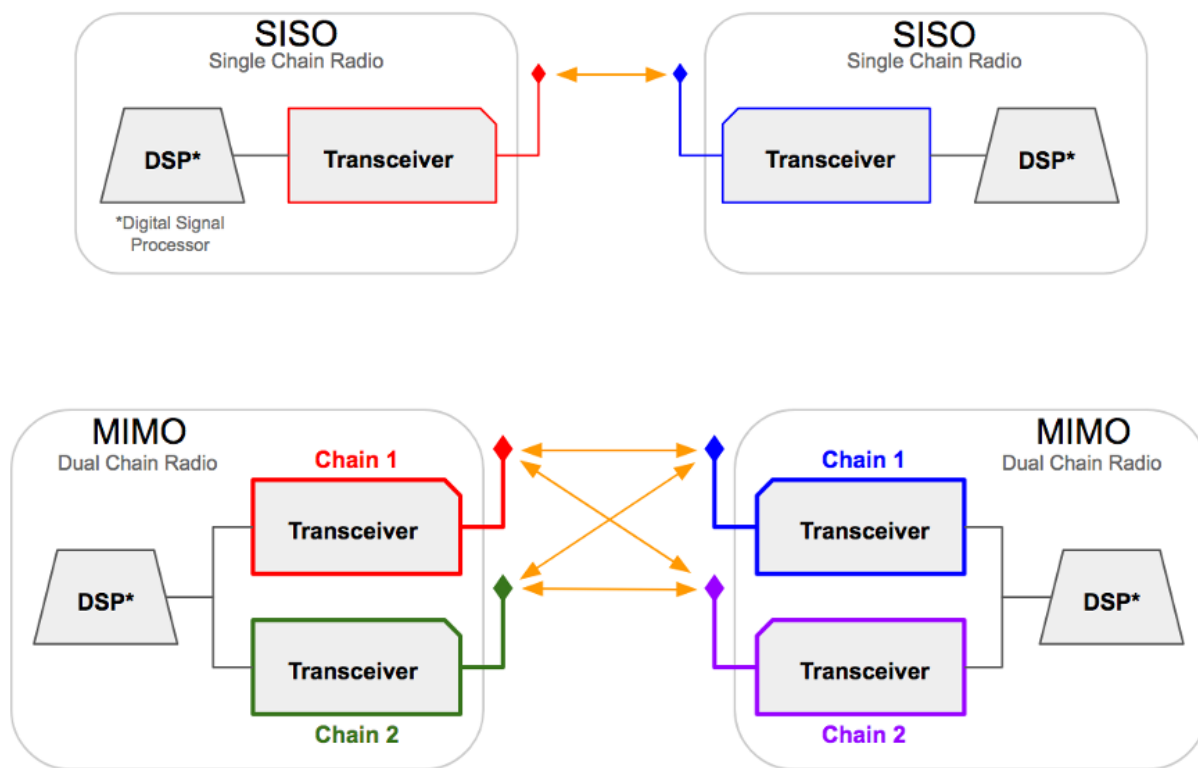 SISO
Single Chain Radio
DSP*
Transceiver
*Digital Signal
Processor
SISO
Single Chain Radio
Transceiver
DSP*
MIMO
Dual Chain Radio
Chain 1
Transceiver
DSP*
Transceiver
Chain 2
MIMO
Dual Chain Radio
Chain 1
Transceiver
DSP*
Transceiver
Chain 2